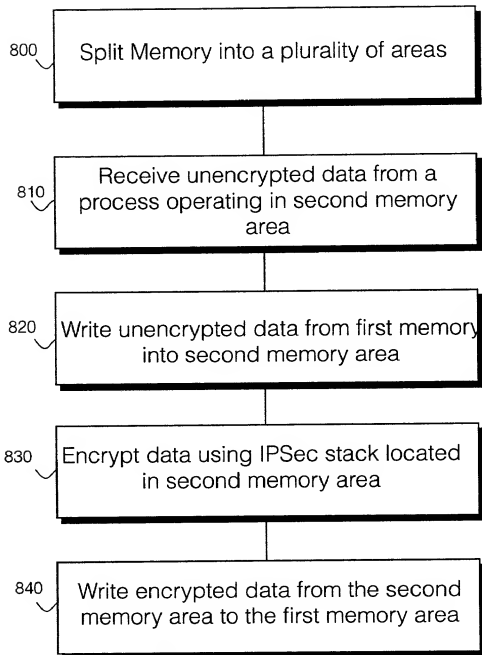 800
Split Memory into a plurality of areas
810
Receive unencrypted data from a
process operating in second memory
area
820
Write unencrypted data from first memory
into second memory area
830
Encrypt data using IPSec stack located
in second memory area
840
Write encrypted data from the second
memory area to the first memory area